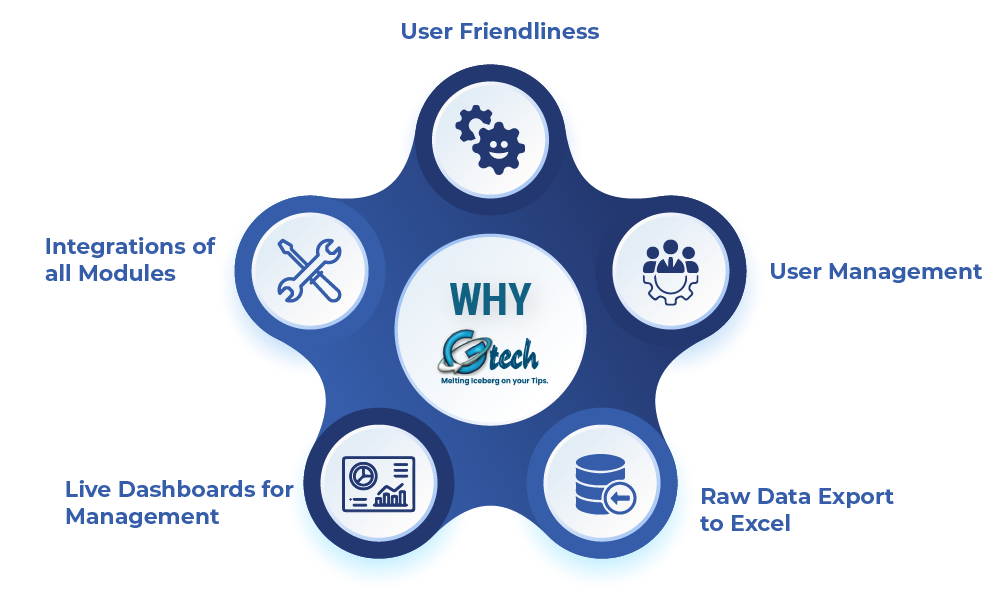 User Friendliness
Integrations of
all Modules
User Management
WHY
Gtech
Melting Iceberg on your Tips.
Live Dashboards for
Management
Raw Data Export
to Excel